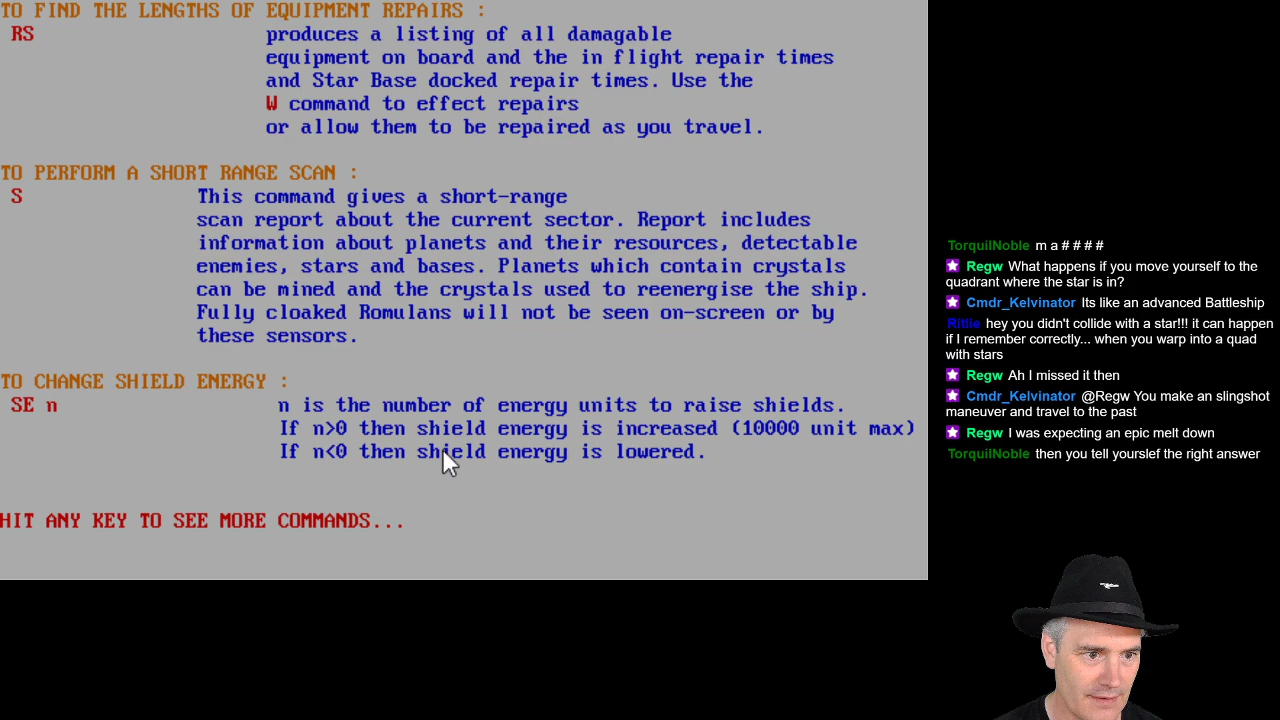 TO FIND THE LENGTHS OF EQUIPMENT REPAIRS :
RS produces a listing of all damagable
equipment on board and the in flight repair times
and Star Base docked repair times. Use the
W command to effect repairs
or allow them to be repaired as you travel.
TO PERFORM A SHORT RANGE SCAN :
S This command gives a short-range
scan report about the current sector. Report includes
information about planets and their resources, detectable
enemies, stars and bases. Planets which contain crystals
can be mined and the crystals used to reenergise the ship.
Fully cloaked Romulans will not be seen on-screen or by
these sensors.
TO CHANGE SHIELD ENERGY :
SE n n is the number of energy units to raise shields.
If n>0 then shield energy is increased (10000 unit max)
If n<0 then shield energy is lowered.
HIT ANY KEY TO SEE MORE COMMANDS...
TorquilNoble m a # # # #
Regw What happens if you move yourself to the
quadrant where the star is in?
Cmdr_Kelvinator Its like an advanced Battleship
Rittie hey you didn't collide with a star!!! it can happen
if I remember correctly... when you warp into a quad
with stars
Regw Ah I missed it then
Cmdr_Kelvinator @Regw You make an slingshot
maneuver and travel to the past
Regw I was expecting an epic melt down
TorquilNoble then you tell yourslef the right answer